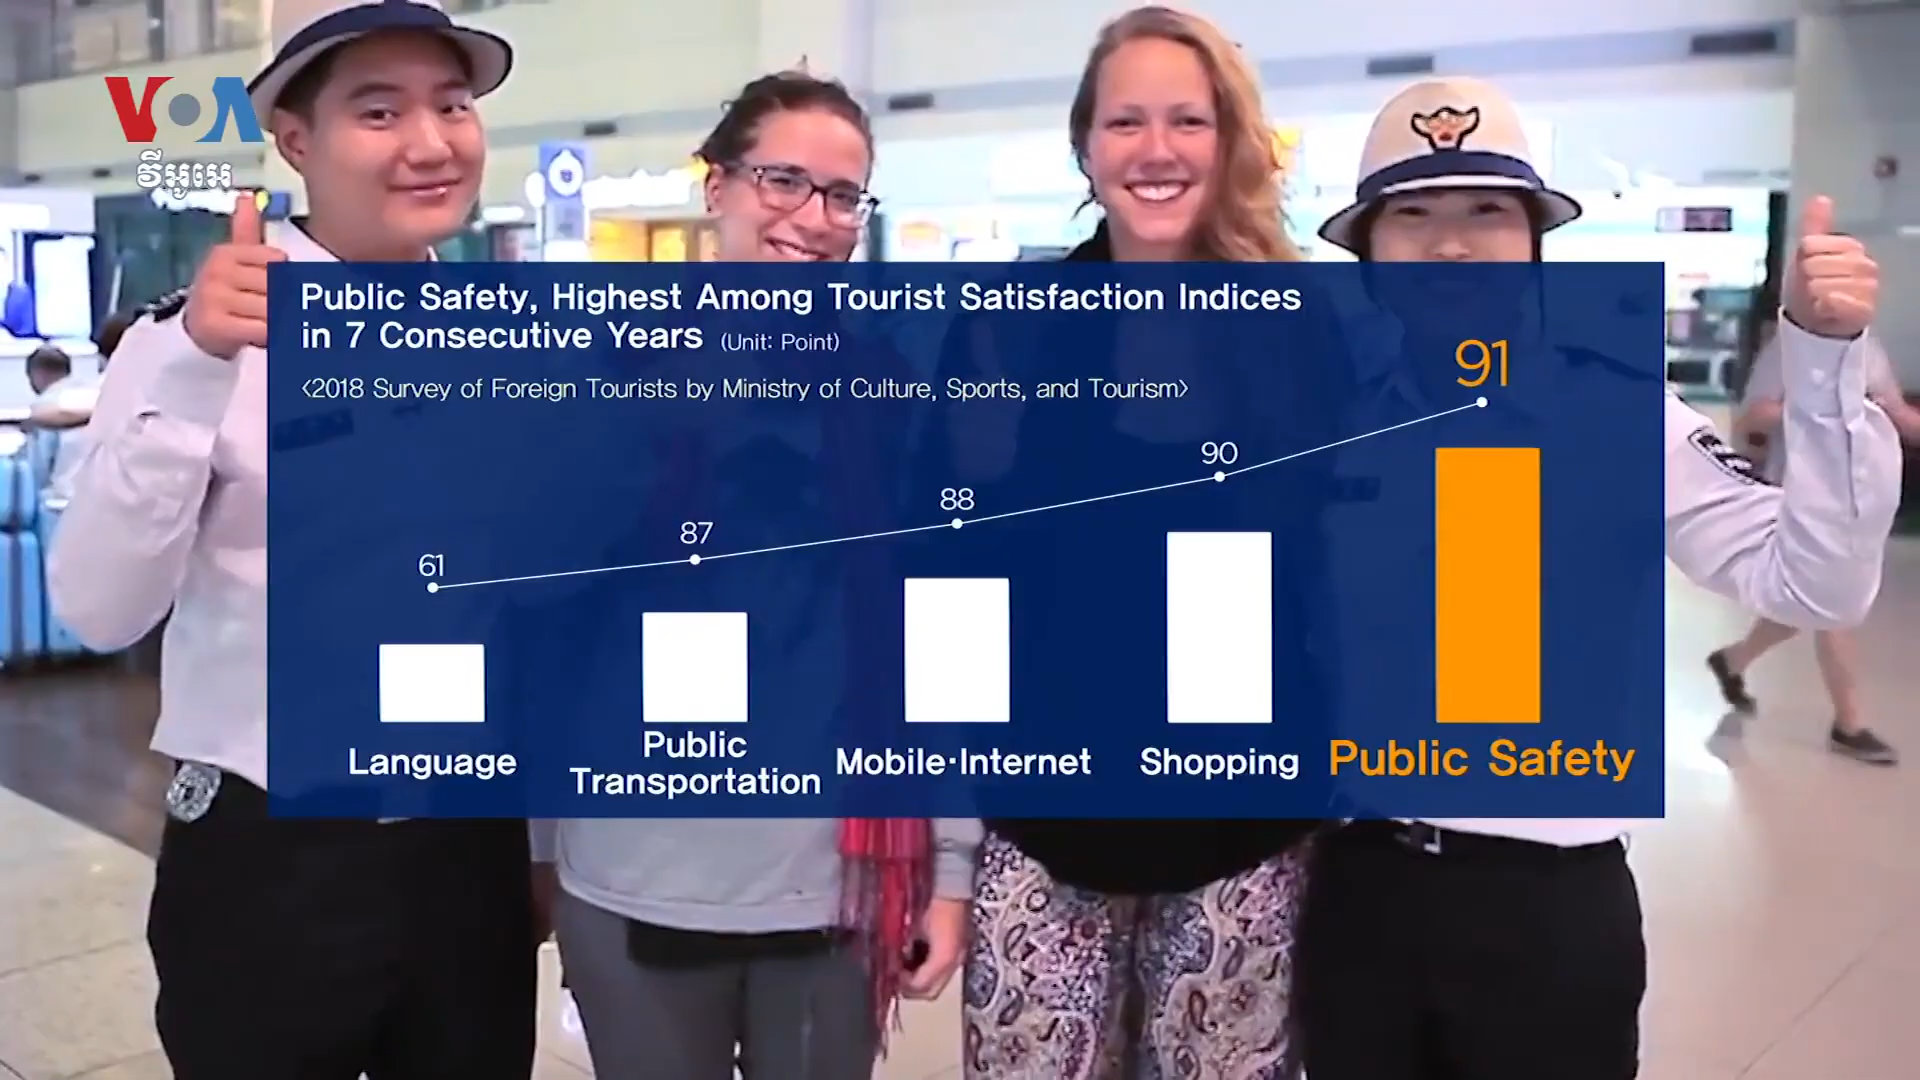 VOA
វីអូអេ
Public Safety, Highest Among Tourist Satisfaction Indices
in 7 Consecutive Years (Unit: Point)
<2018 Survey of Foreign Tourists by Ministry of Culture, Sports, and Tourism>
61
87
88
90
91
Language
Public
Transportation
Mobile·Internet
Shopping
Public Safety